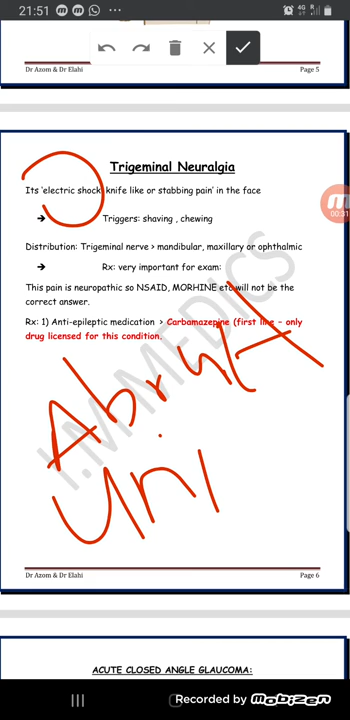 21:51
4G
Dr Azom & Dr Elahi Page 5
Trigeminal Neuralgia
Its 'electric shock knife like or stabbing pain' in the face
→ Triggers: shaving , chewing
Distribution: Trigeminal nerve > mandibular, maxillary or ophthalmic
→ Rx: very important for exam:
This pain is neuropathic so NSAID, MORHINE etc will not be the
correct answer.
Rx: 1) Anti-epileptic medication > Carbamazepine (first line – only
drug licensed for this condition.
I.M MEDICS
00:31
Uni
Dr Azom & Dr Elahi Page 6
ACUTE CLOSED ANGLE GLAUCOMA:
Recorded by mobizen